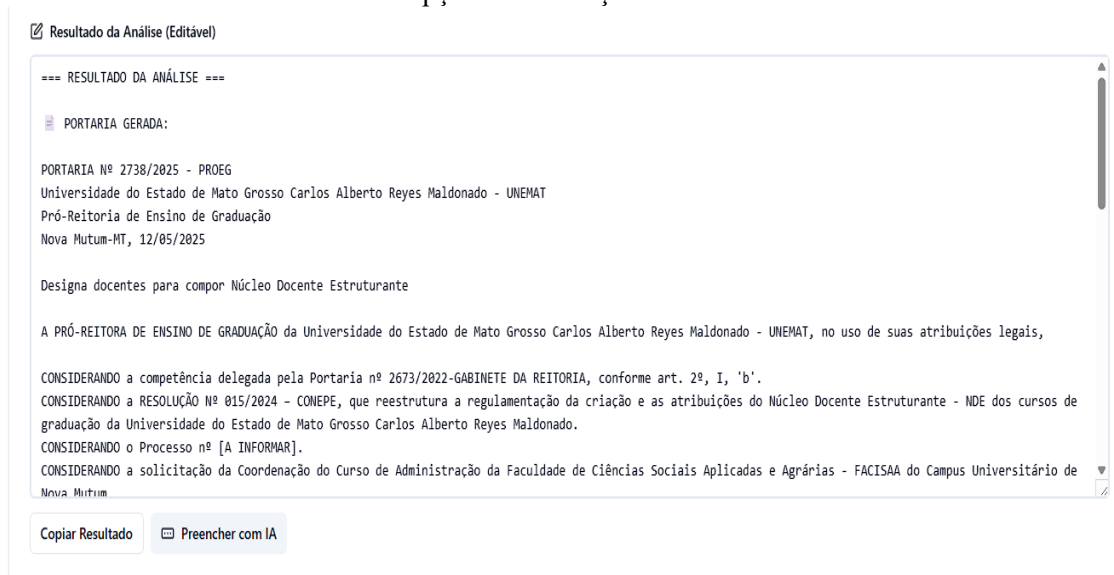 Resultado da Análise (Editável)
=== RESULTADO DA ANÁLISE ===
PORTARIA GERADA:
PORTARIA Nº 2738/2025 - PROEG
Universidade do Estado de Mato Grosso Carlos Alberto Reyes Maldonado - UNEMAT
Pró-Reitoria de Ensino de Graduação
Nova Mutum-MT, 12/05/2025
Designa docentes para compor Núcleo Docente Estruturante
A PRÓ-REITORA DE ENSINO DE GRADUAÇÃO da Universidade do Estado de Mato Grosso Carlos Alberto Reyes Maldonado - UNEMAT, no uso de suas atribuições legais,
CONSIDERANDO a competência delegada pela Portaria nº 2673/2022-GABINETE DA REITORIA, conforme art. 2º, I, 'b'.
CONSIDERANDO a RESOLUÇÃO Nº 015/2024 – CONEPE, que reestrutura a regulamentação da criação e as atribuições do Núcleo Docente Estruturante - NDE dos cursos de
graduação da Universidade do Estado de Mato Grosso Carlos Alberto Reyes Maldonado.
CONSIDERANDO o Processo nº [A INFORMAR].
CONSIDERANDO a solicitação da Coordenação do Curso de Administração da Faculdade de Ciências Sociais Aplicadas e Agrárias - FACISAA do Campus Universitário de
Nova Mutum
Copiar Resultado
Preencher com IA